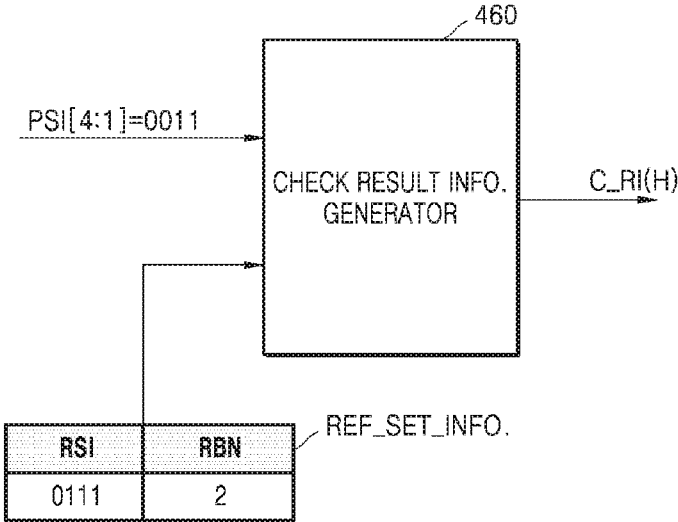 460
PSI[4:1]=0011
CHECK RESULT INFO.
GENERATOR
C_RI(H)
REF_SET_INFO.
RSI RBN
0111 2